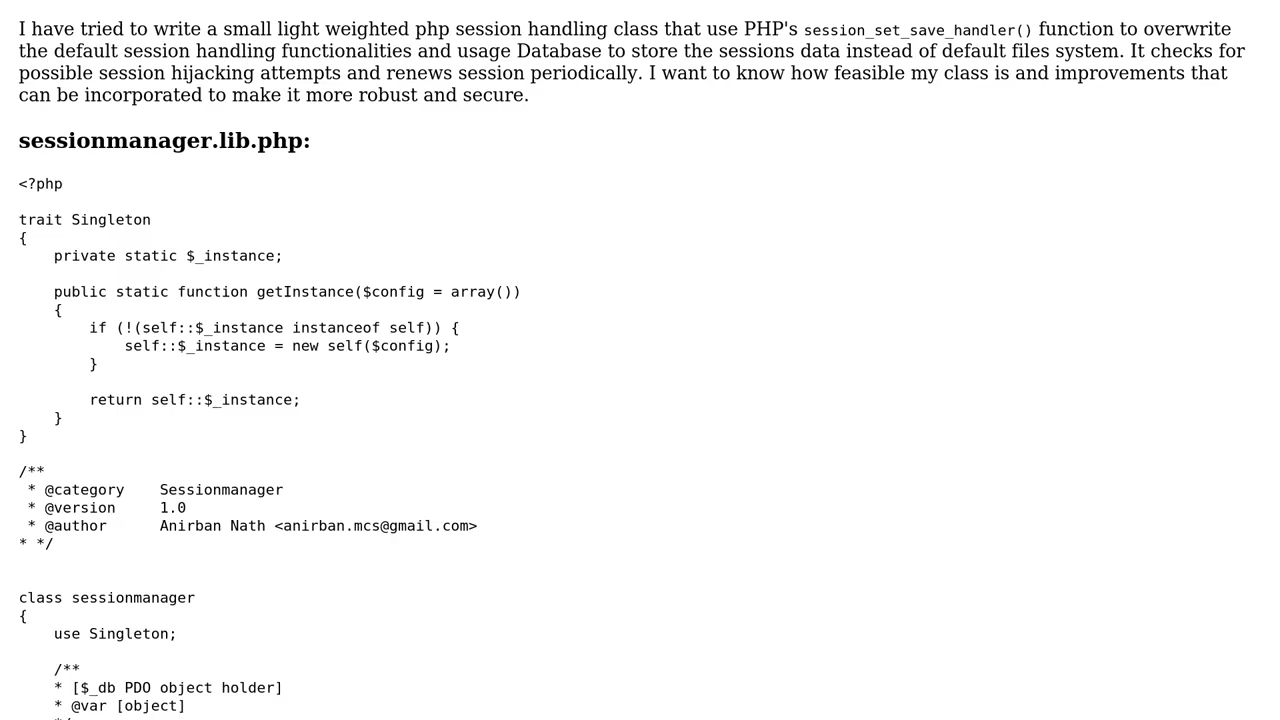 I have tried to write a small light weighted php session handling class that use PHP's session_set_save_handler() function to overwrite
the default session handling functionalities and usage Database to store the sessions data instead of default files system. It checks for
possible session hijacking attempts and renews session periodically. I want to know how feasible my class is and improvements that
can be incorporated to make it more robust and secure.
sessionmanager.lib.php:
<?php
trait Singleton
{
    private static $_instance;
    public static function getInstance($config = array())
    {
        if (!(self::$_instance instanceof self)) {
            self::$_instance = new self($config);
        }
        return self::$_instance;
    }
}
/**
 * @category    Sessionmanager
 * @version     1.0
 * @author      Anirban Nath <anirban.mcs@gmail.com>
* */
class sessionmanager
{
    use Singleton;
    /**
    * [$_db PDO object holder]
    * @var [object]
    */